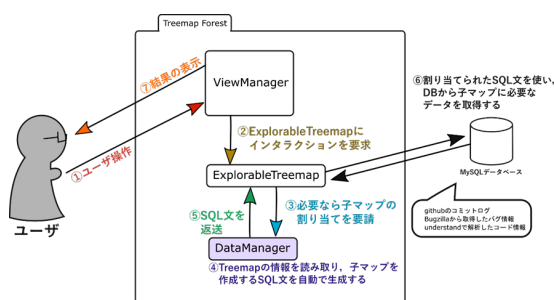 Treemap Forest
⑦結果の表示
ViewManager
⑥割り当てられたSQL文を使い，
DBから子マップに必要な
データを取得する
①ユーザ操作
②ExplorableTreemapに
インタラクションを要求
ExplorableTreemap
MySQLデータベース
③必要なら子マップの
割り当てを要請
⑤SQL文を
返送
githubのコミットログ
Bugzillaから取得したバグ情報
understandで解析したコード情報
ユーザ
DataManager
④Treemapの情報を読み取り，子マップを
作成するSQL文を自動で生成する